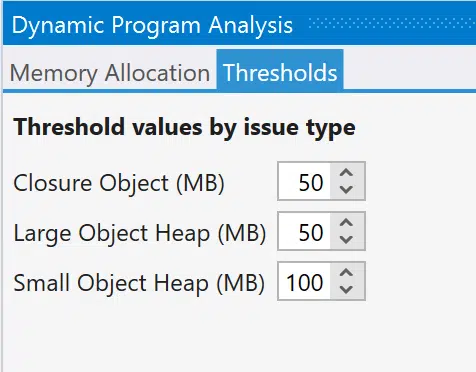 Dynamic Program Analysis
Memory Allocation Thresholds
Threshold values by issue type
Closure Object (MB) 50
Large Object Heap (MB) 50
Small Object Heap (MB) 100